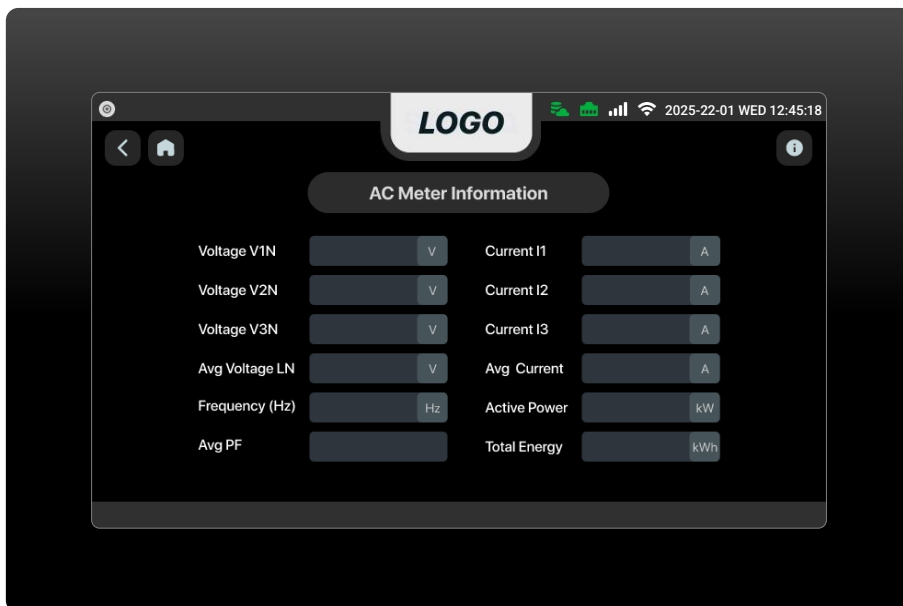 LOGO
2025-22-01 WED 12:45:18
AC Meter Information
Voltage V1N V Current I1 A
Voltage V2N V Current I2 A
Voltage V3N V Current I3 A
Avg Voltage LN V Avg Current A
Frequency (Hz) Hz Active Power kW
Avg PF Total Energy kWh